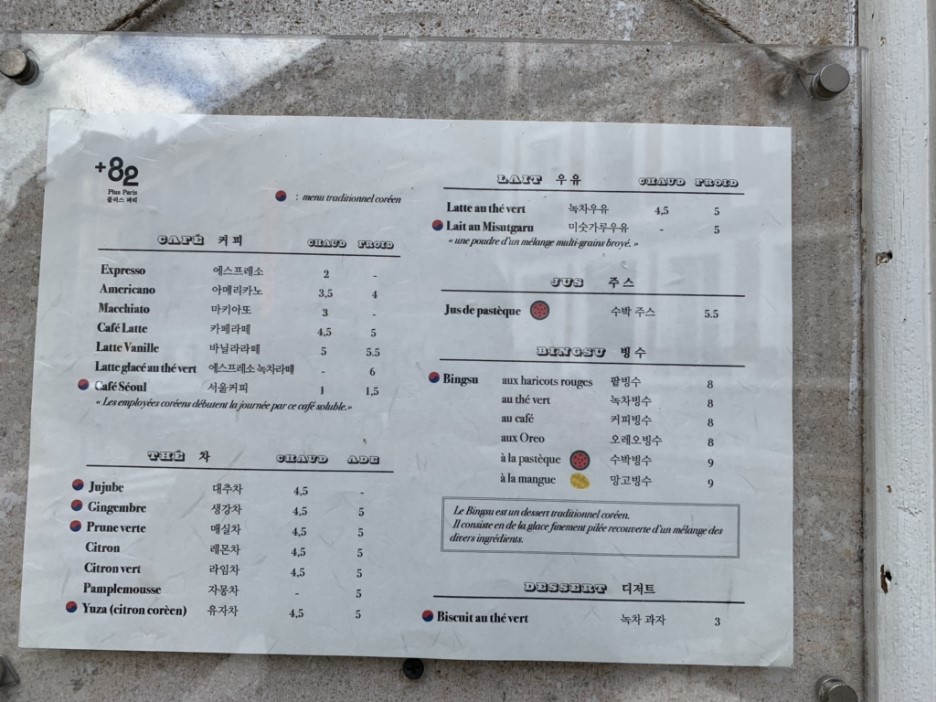 +82
Plus Paris
플러스 파리
: menu traditionnel coréen
CAFÉ 커피 CHAUD FROID
Expresso 에스프레소 2 -
Americano 아메리카노 3,5 4
Macchiato 마키아또 3 -
Café Latte 카페라떼 4,5 5
Latte Vanille 바닐라라떼 5 5.5
Latte glacé au thé vert 에스프레소 녹차라떼 - 6
Café Séoul 서울커피 1 1,5
« Les employées coréens débutent la journée par ce café soluble.»
THÉ 차 CHAUD ADE
Jujube 대추차 4,5 -
Gingembre 생강차 4,5 5
Prune verte 매실차 4,5 5
Citron 레몬차 4,5 5
Citron vert 라임차 4,5 5
Pamplemousse 자몽차 - 5
Yuza (citron corèen) 유자차 4,5 5
LAIT 우유 CHAUD FROID
Latte au thé vert 녹차우유 4,5 5
Lait au Misutgaru 미숫가루우유 - 5
« une poudre d'un mélange multi-grains broyé. »
JUS 주스
Jus de pastèque 수박 주스 5.5
BINGSU 빙수
Bingsu aux haricots rouges 팥빙수 8
au thé vert 녹차빙수 8
au café 커피빙수 8
aux Oreo 오레오빙수 8
à la pastèque 수박빙수 9
à la mangue 망고빙수 9
Le Bingsu est un dessert traditionnel coréen.
Il consiste en de la glace finement pilée recouverte d'un mélange des
divers ingrédients.
DESSERT 디저트
Biscuit au thé vert 녹차 과자 3